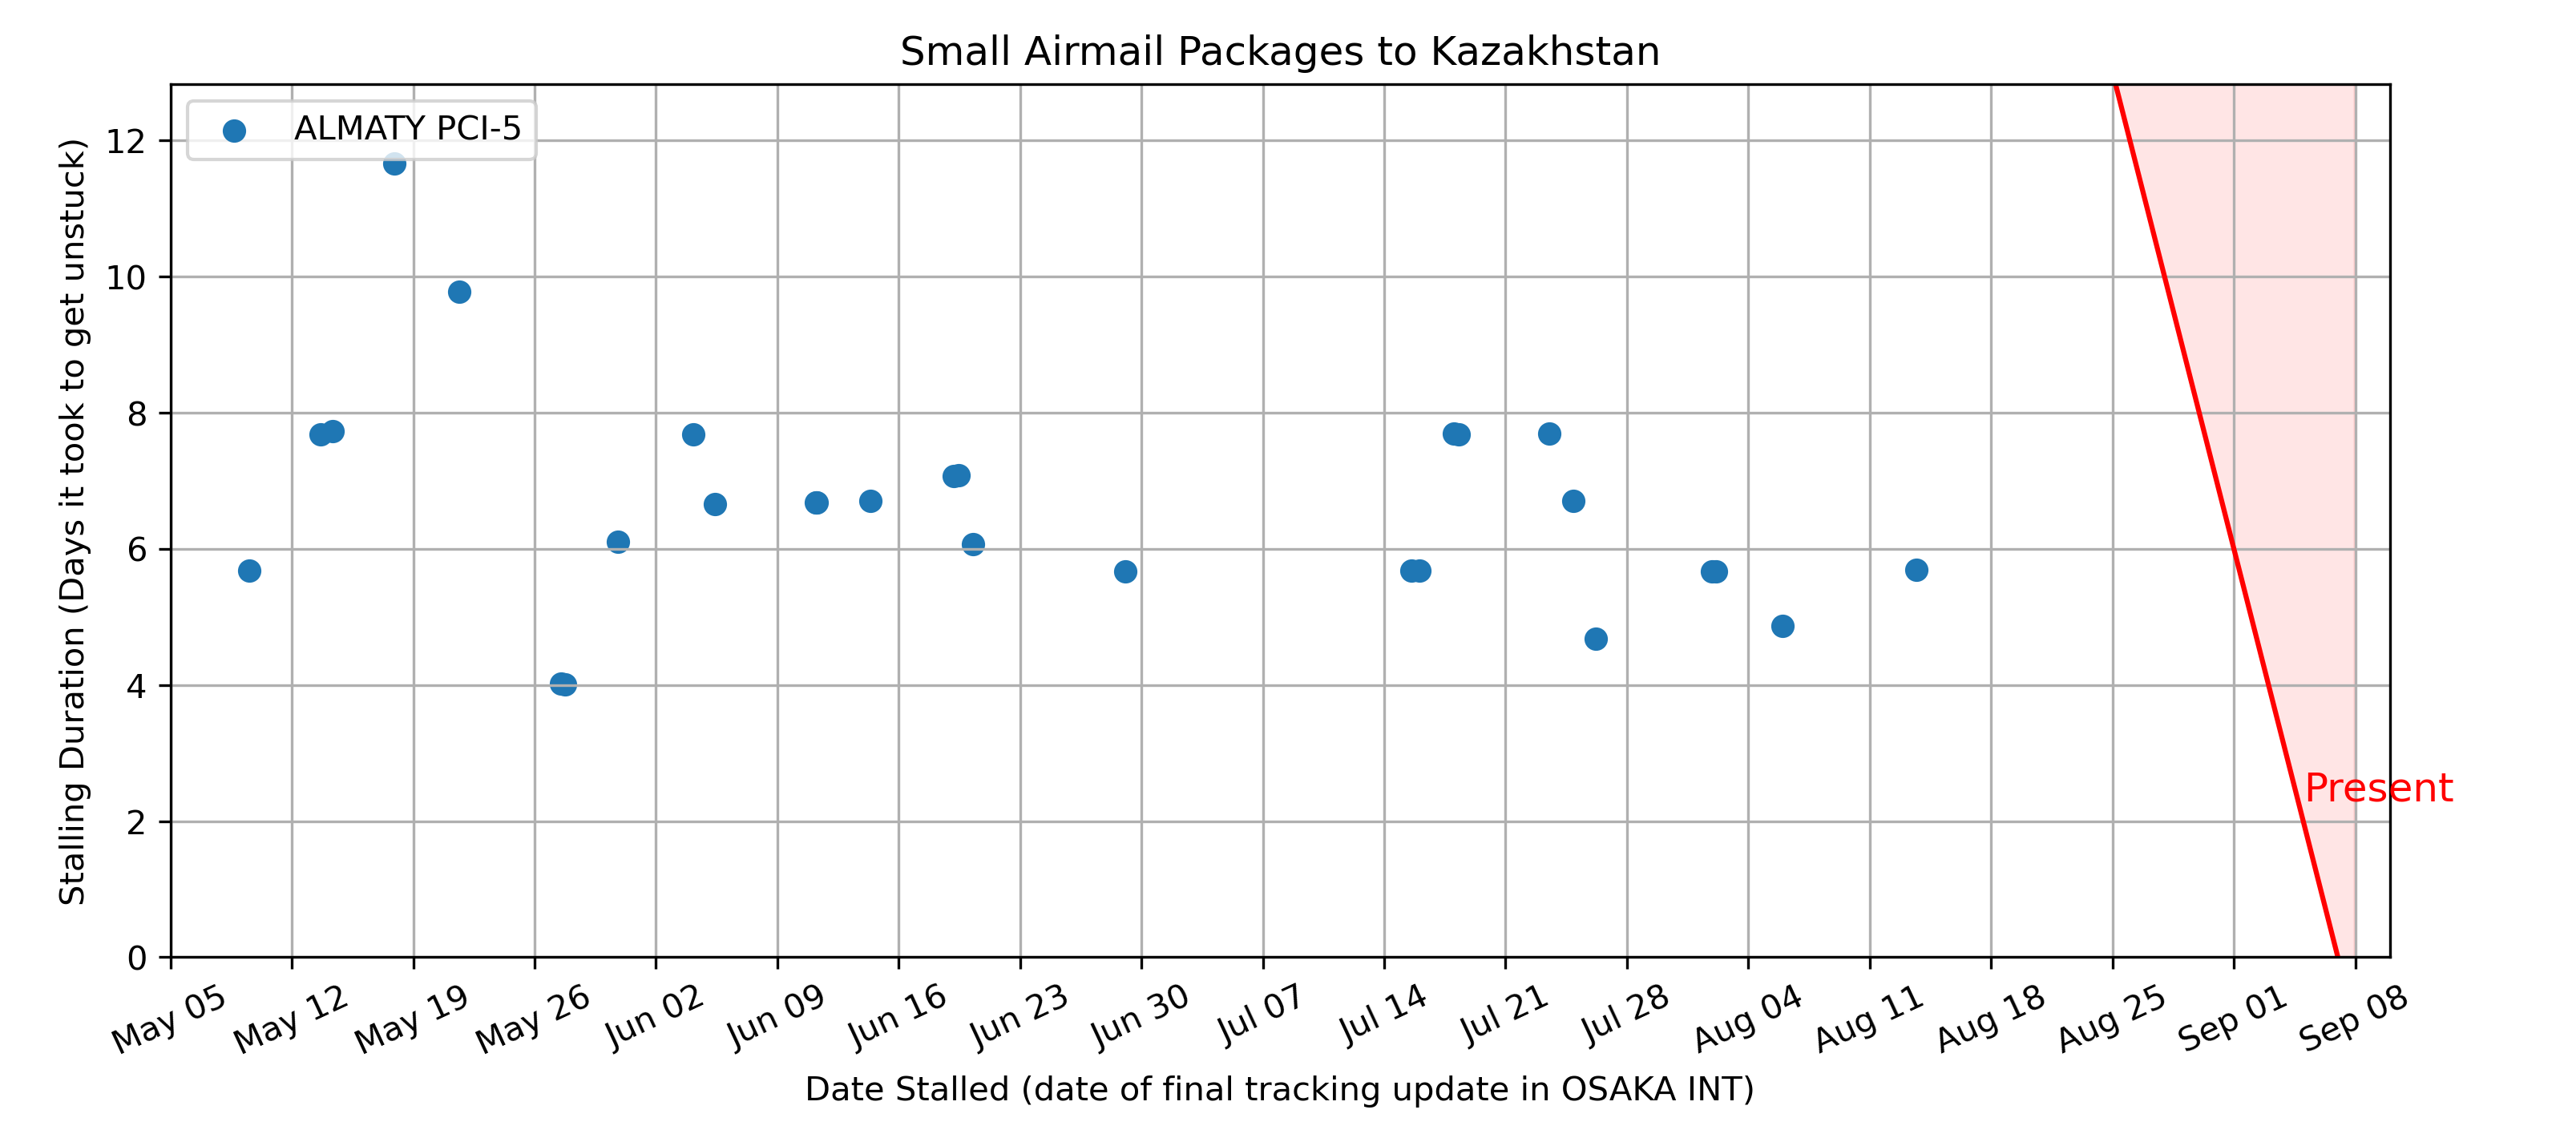 Small Airmail Packages to Kazakhstan
ALMATY PCI-5
Stalling Duration (Days it took to get unstuck)
12
10
8
6
4
2
0
Present
May 05
May 12
May 19
May 26
Jun 02
Jun 09
Jun 16
Jun 23
Jun 30
Jul 07
Jul 14
Jul 21
Jul 28
Aug 04
Aug 11
Aug 18
Aug 25
Sep 01
Sep 08
Date Stalled (date of final tracking update in OSAKA INT)